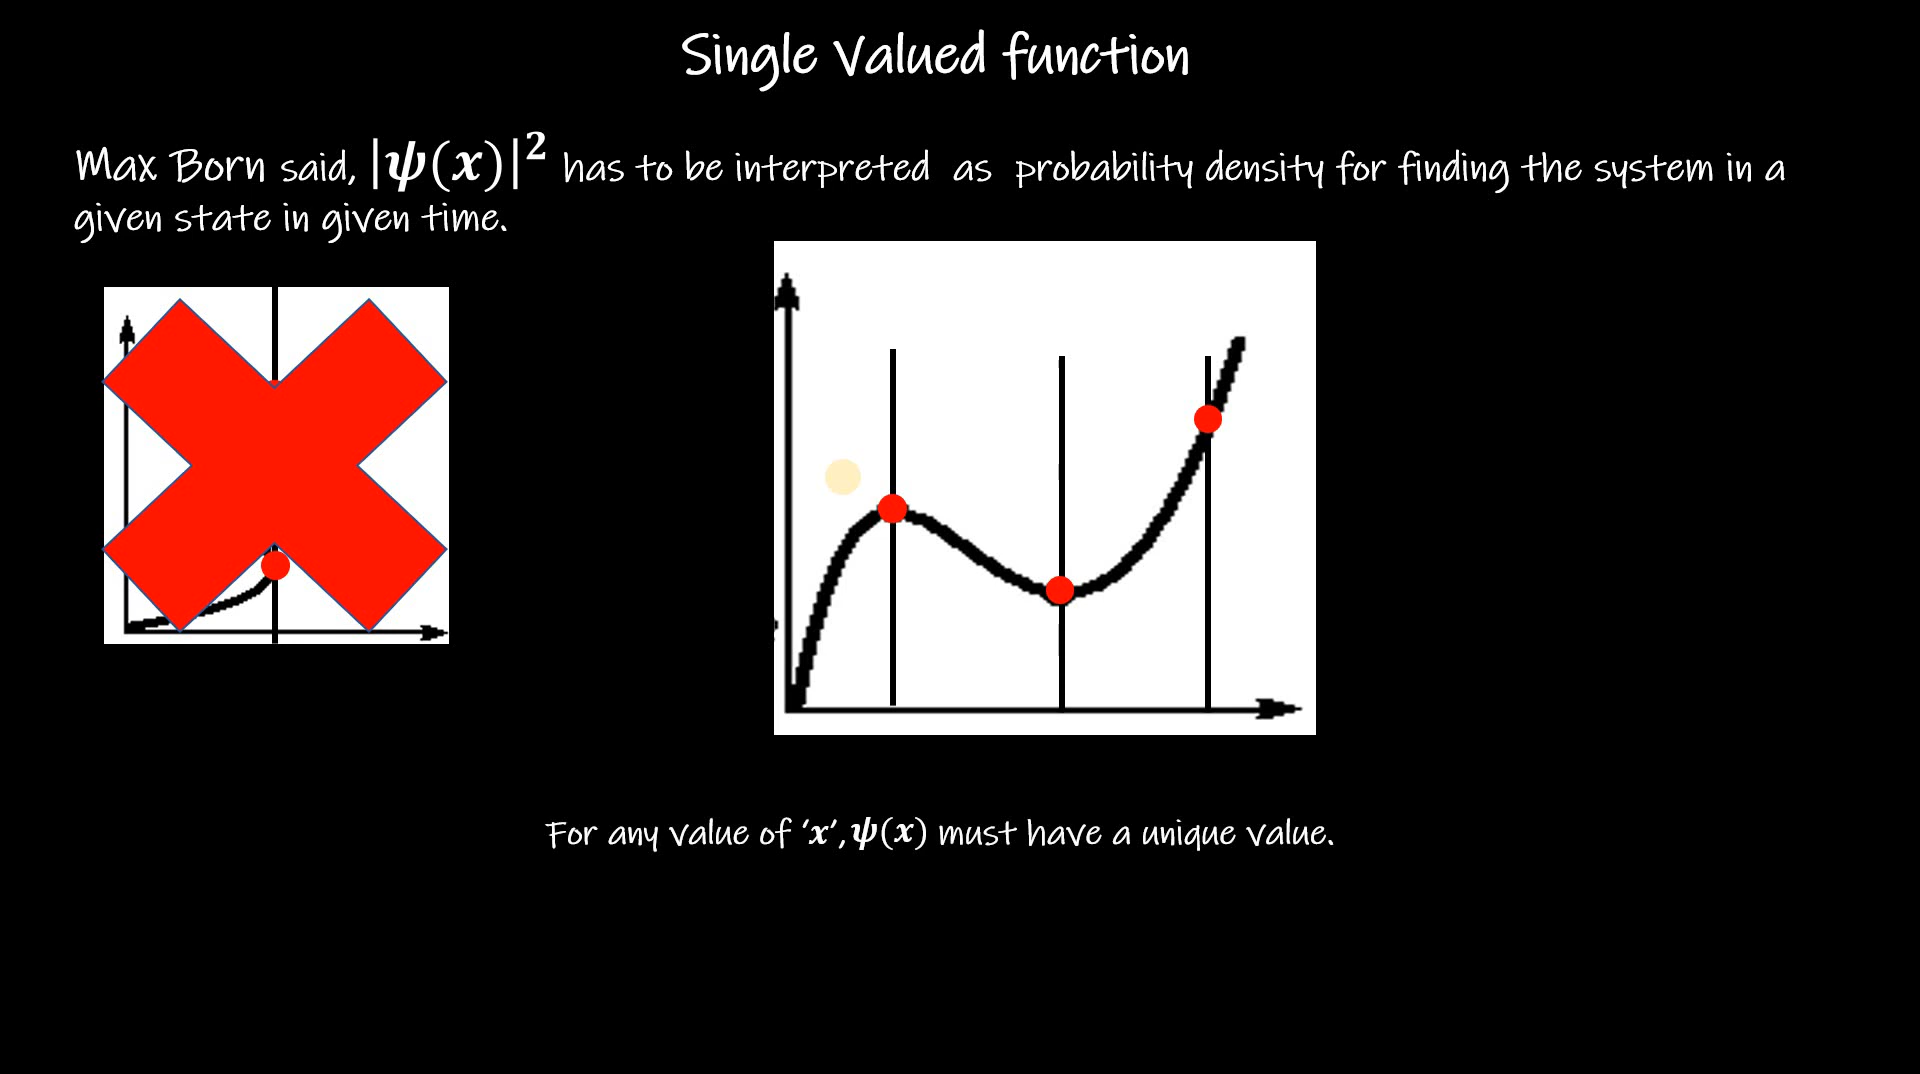 Single Valued function
Max Born said, |ψ(x)|² has to be interpreted as probability density for finding the system in a
given state in given time.
For any value of ‘x’, ψ(x) must have a unique value.